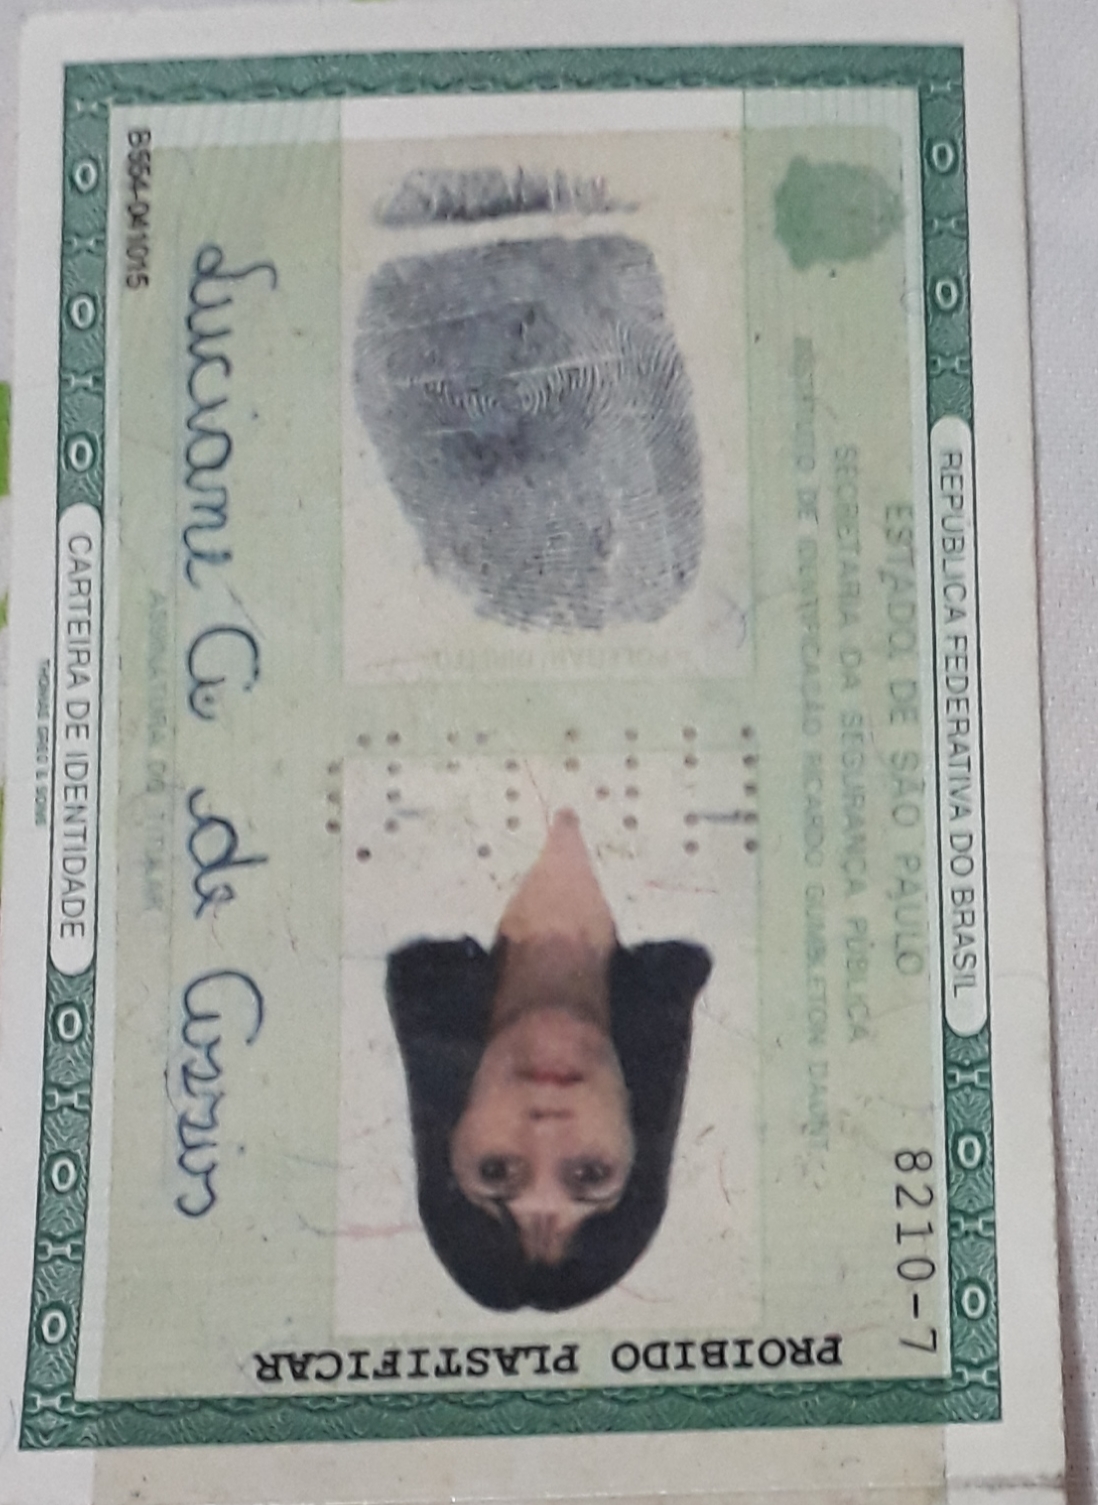 PROIBIDO PLASTIFICAR
8210-7
REPÚBLICA FEDERATIVA DO BRASIL
ESTADO DE SÃO PAULO
SECRETARIA DA SEGURANÇA PÚBLICA
INSTITUTO DE IDENTIFICAÇÃO RICARDO GUMBLETON DAUNT
POLEGAR DIREITO
Luciani C. de
ASSINATURA DO TITULAR
B554-041015
CARTEIRA DE IDENTIDADE
THOMAS GREG & SONS